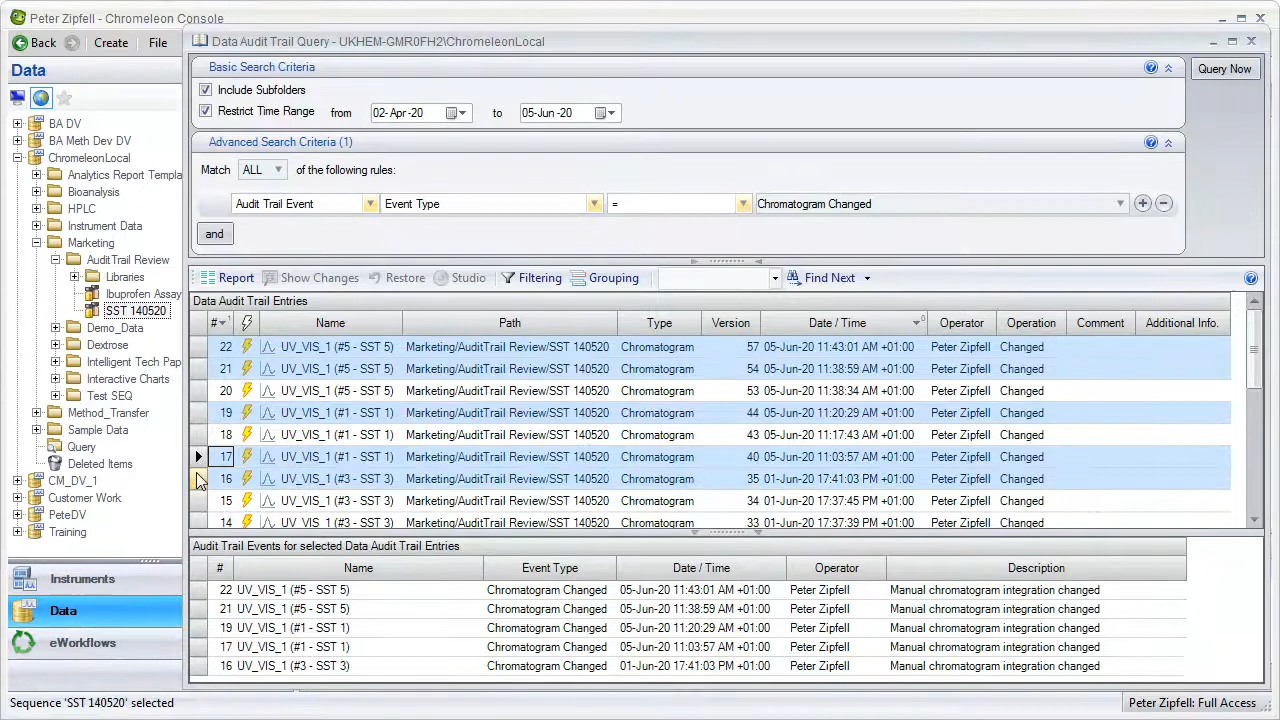 Peter Zipfell - Chromeleon Console
Back Create File
Data Audit Trail Query - UKHEM-GMR0FH2\ChromeleonLocal
Data
BA DV
BA Meth Dev DV
ChromeleonLocal
Analytics Report Templa
Bioanalysis
HPLC
Instrument Data
Marketing
AuditTrail Review
Libraries
Ibuprofen Assay
SST 140520
Demo_Data
Dextrose
Intelligent Tech Pap
Interactive Charts
Test SEQ
Method_Transfer
Sample Data
Query
Deleted Items
CM_DV_1
Customer Work
PeteDV
Training
Instruments
Data
eWorkflows
Basic Search Criteria
Query Now
Include Subfolders
Restrict Time Range from 02-Apr-20 to 05-Jun-20
Advanced Search Criteria (1)
Match ALL of the following rules:
Audit Trail Event Event Type = Chromatogram Changed
and
Report Show Changes Restore Studio Filtering Grouping Find Next
Data Audit Trail Entries
# Name Path Type Version Date / Time Operator Operation Comment Additional Info.
22 UV_VIS_1 (#5 - SST 5) Marketing/AuditTrail Review/SST 140520 Chromatogram 57 05-Jun-20 11:43:01 AM +01:00 Peter Zipfell Changed
21 UV_VIS_1 (#5 - SST 5) Marketing/AuditTrail Review/SST 140520 Chromatogram 54 05-Jun-20 11:38:59 AM +01:00 Peter Zipfell Changed
20 UV_VIS_1 (#5 - SST 5) Marketing/AuditTrail Review/SST 140520 Chromatogram 53 05-Jun-20 11:38:34 AM +01:00 Peter Zipfell Changed
19 UV_VIS_1 (#1 - SST 1) Marketing/AuditTrail Review/SST 140520 Chromatogram 44 05-Jun-20 11:20:29 AM +01:00 Peter Zipfell Changed
18 UV_VIS_1 (#1 - SST 1) Marketing/AuditTrail Review/SST 140520 Chromatogram 43 05-Jun-20 11:17:43 AM +01:00 Peter Zipfell Changed
17 UV_VIS_1 (#1 - SST 1) Marketing/AuditTrail Review/SST 140520 Chromatogram 40 05-Jun-20 11:03:57 AM +01:00 Peter Zipfell Changed
16 UV_VIS_1 (#3 - SST 3) Marketing/AuditTrail Review/SST 140520 Chromatogram 35 01-Jun-20 17:41:03 PM +01:00 Peter Zipfell Changed
15 UV_VIS_1 (#3 - SST 3) Marketing/AuditTrail Review/SST 140520 Chromatogram 34 01-Jun-20 17:37:45 PM +01:00 Peter Zipfell Changed
14 UV_VIS_1 (#3 - SST 3) Marketing/AuditTrail Review/SST 140520 Chromatogram 33 01-Jun-20 17:37:39 PM +01:00 Peter Zipfell Changed
Audit Trail Events for selected Data Audit Trail Entries
# Name Event Type Date / Time Operator Description
22 UV_VIS_1 (#5 - SST 5) Chromatogram Changed 05-Jun-20 11:43:01 AM +01:00 Peter Zipfell Manual chromatogram integration changed
21 UV_VIS_1 (#5 - SST 5) Chromatogram Changed 05-Jun-20 11:38:59 AM +01:00 Peter Zipfell Manual chromatogram integration changed
19 UV_VIS_1 (#1 - SST 1) Chromatogram Changed 05-Jun-20 11:20:29 AM +01:00 Peter Zipfell Manual chromatogram integration changed
17 UV_VIS_1 (#1 - SST 1) Chromatogram Changed 05-Jun-20 11:03:57 AM +01:00 Peter Zipfell Manual chromatogram integration changed
16 UV_VIS_1 (#3 - SST 3) Chromatogram Changed 01-Jun-20 17:41:03 PM +01:00 Peter Zipfell Manual chromatogram integration changed
Sequence 'SST 140520' selected
Peter Zipfell: Full Access